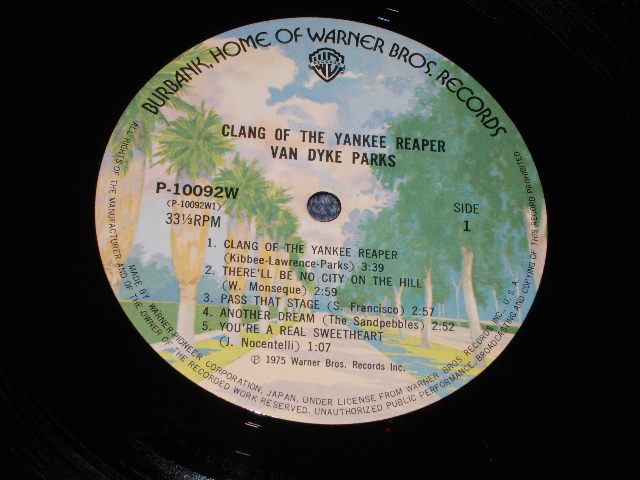 BURBANK, HOME OF WARNER BROS. RECORDS
CLANG OF THE YANKEE REAPER
VAN DYKE PARKS
P-10092W
(P-10092W1)
33⅓RPM
SIDE
1
1. CLANG OF THE YANKEE REAPER
(Kibbee-Lawrence-Parks) 3:39
2. THERE'LL BE NO CITY ON THE HILL
(W. Monseque) 2:59
3. PASS THAT STAGE (S. Francisco) 2:57
4. ANOTHER DREAM (The Sandpebbles) 2:52
5. YOU'RE A REAL SWEETHEART
(J. Nocentelli) 1:07
Ⓟ 1975 Warner Bros. Records Inc.
MADE BY WARNER-PIONEER CORPORATION, JAPAN, UNDER LICENSE FROM WARNER BROS. RECORDS INC., U.S.A.
ALL RIGHTS OF THE MANUFACTURER AND OF THE OWNER OF THE RECORDED WORK RESERVED. UNAUTHORIZED PUBLIC PERFORMANCE, BROADCASTING AND COPYING OF THIS RECORD PROHIBITED